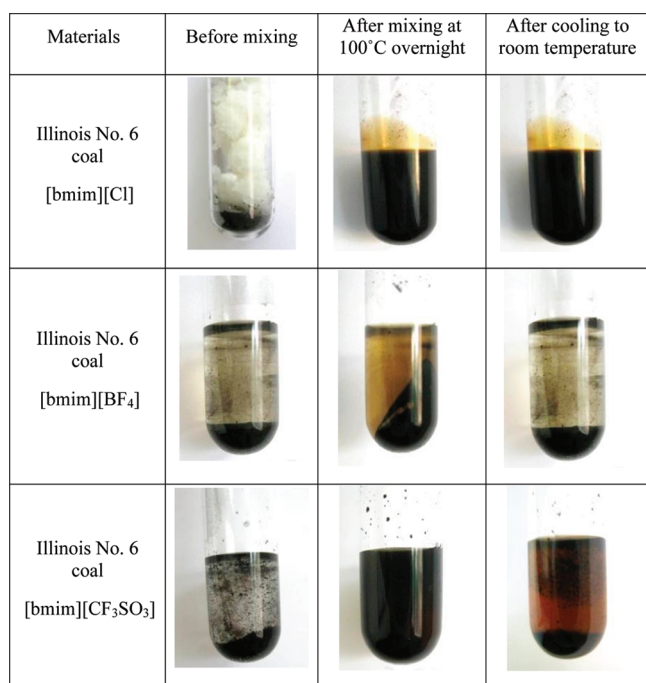 Materials
Before mixing
After mixing at
100˚C overnight
After cooling to
room temperature
Illinois No. 6
coal
[bmim][Cl]
Illinois No. 6
coal
[bmim][BF₄]
Illinois No. 6
coal
[bmim][CF₃SO₃]